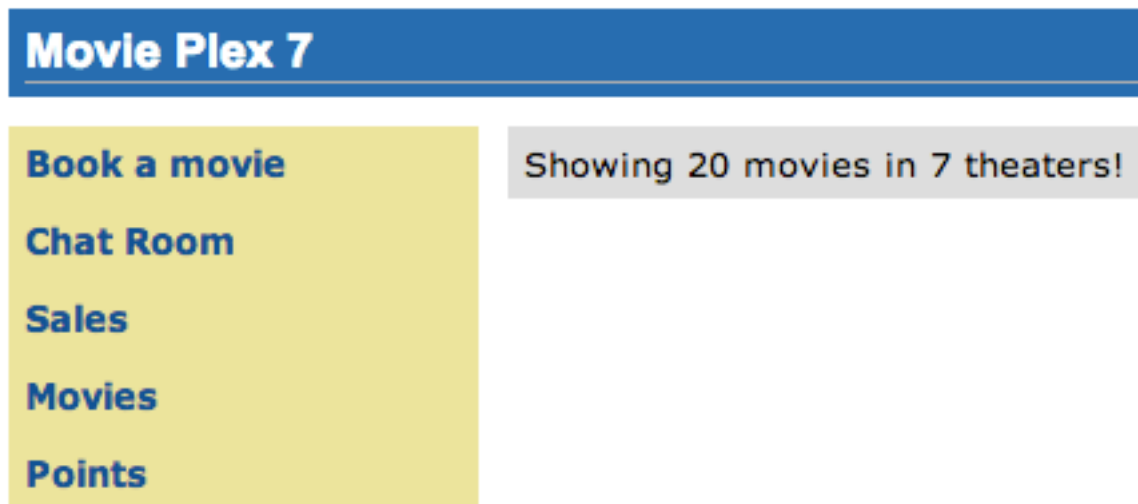 Movie Plex 7
Book a movie
Chat Room
Sales
Movies
Points
Showing 20 movies in 7 theaters!